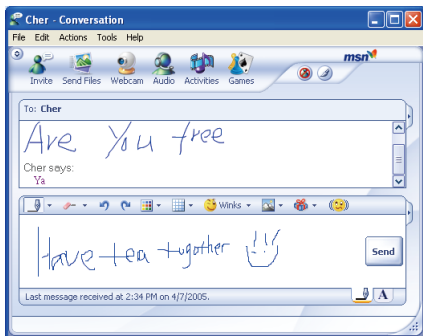 Cher - Conversation
File Edit Actions Tools Help
msn
Invite Send Files Webcam Audio Activities Games
To: Cher
Are You free
Cher says:
Ya
Winks
Have tea togother
Send
Last message received at 2:34 PM on 4/7/2005.
A